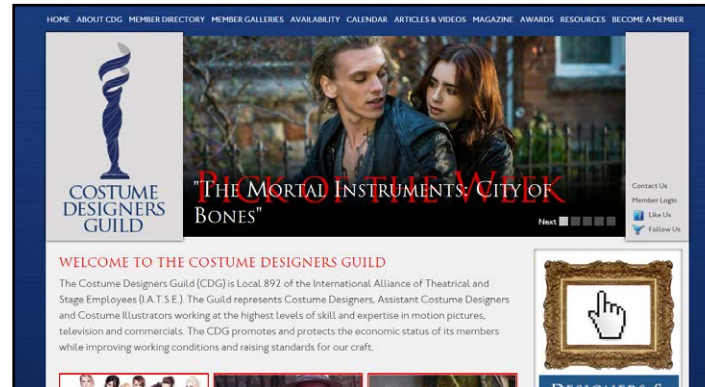 HOME ABOUT CDG MEMBER DIRECTORY MEMBER GALLERIES AVAILABILITY CALENDAR ARTICLES & VIDEOS MAGAZINE AWARDS RESOURCES BECOME A MEMBER
COSTUME
DESIGNERS
GUILD
PICK OF THE WEEK
"THE MORTAL INSTRUMENTS: CITY OF
BONES"
Next
Contact Us
Member Login
Like Us
Follow Us
WELCOME TO THE COSTUME DESIGNERS GUILD
The Costume Designers Guild (CDG) is Local 892 of the International Alliance of Theatrical and
Stage Employees (I.A.T.S.E.). The Guild represents Costume Designers, Assistant Costume Designers
and Costume Illustrators working at the highest levels of skill and expertise in motion pictures,
television and commercials. The CDG promotes and protects the economic status of its members
while improving working conditions and raising standards for our craft.
DESIGNERS &